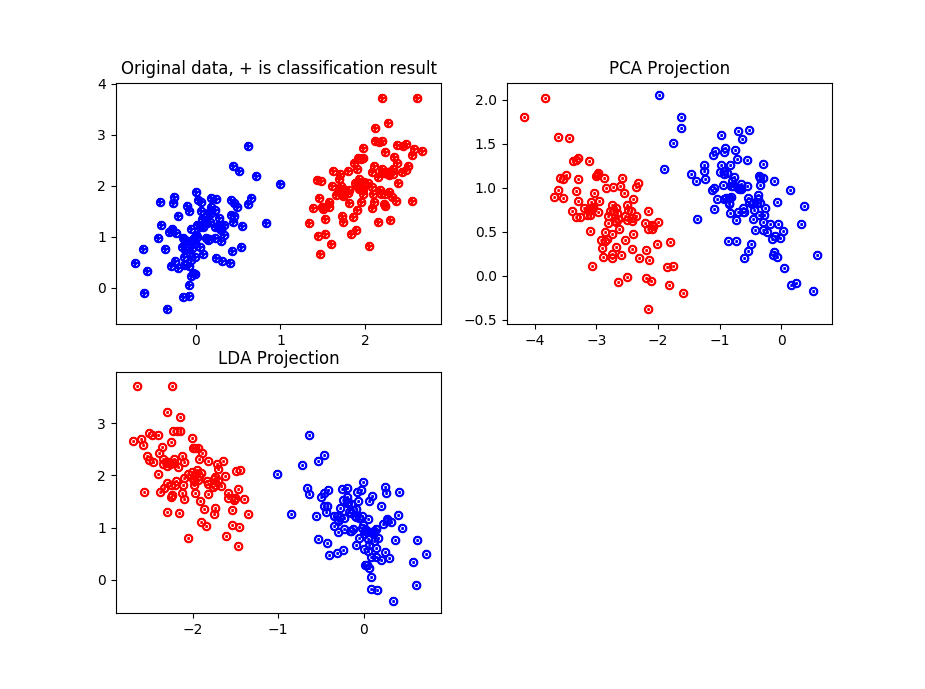 Original data, + is classification result
4
3
2
1
0
0 1 2
PCA Projection
2.0
1.5
1.0
0.5
0.0
−0.5
−4 −3 −2 −1 0
LDA Projection
3
2
1
0
−2 −1 0